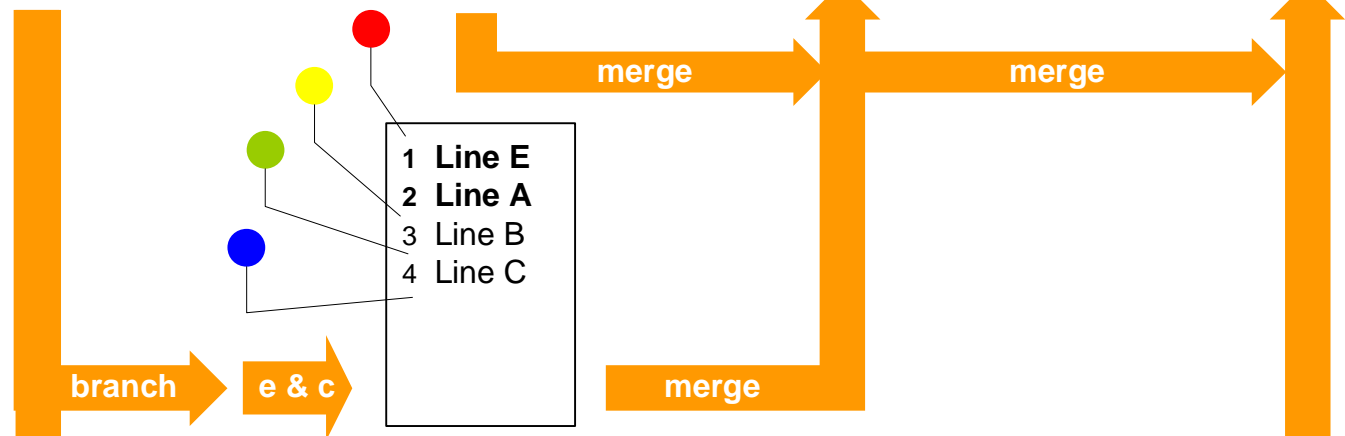 merge
merge
1 Line E
2 Line A
3 Line B
4 Line C
branch
e & c
merge